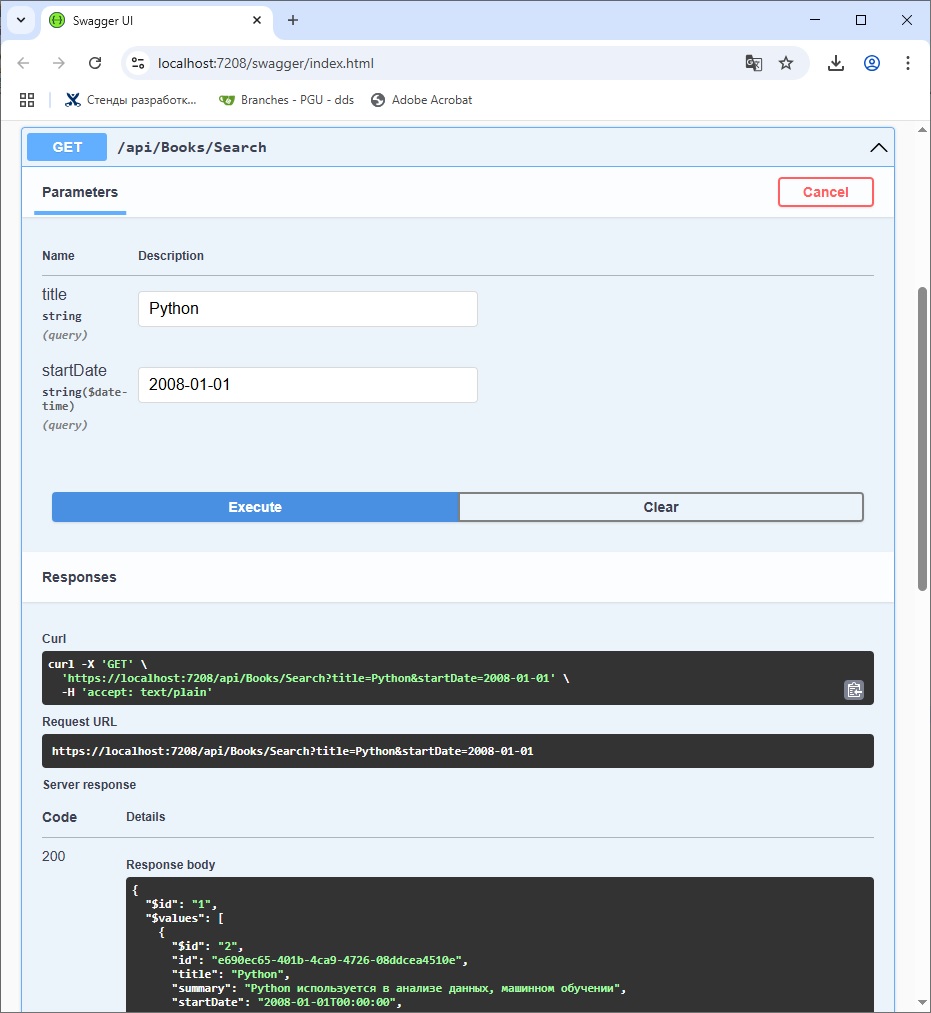 Swagger UI
localhost:7208/swagger/index.html
Стенды разработк... Branches - PGU - dds Adobe Acrobat
GET /api/Books/Search
Parameters Cancel
Name Description
title Python
string
(query)
startDate 2008-01-01
string($date-
time)
(query)
Execute Clear
Responses
Curl
curl -X 'GET' \
'https://localhost:7208/api/Books/Search?title=Python&startDate=2008-01-01' \
-H 'accept: text/plain'
Request URL
https://localhost:7208/api/Books/Search?title=Python&startDate=2008-01-01
Server response
Code Details
200
Response body
{
"$id": "1",
"$values": [
{
"$id": "2",
"id": "e690ec65-401b-4ca9-4726-08ddcea4510e",
"title": "Python",
"summary": "Python используется в анализе данных, машинном обучении",
"startDate": "2008-01-01T00:00:00",